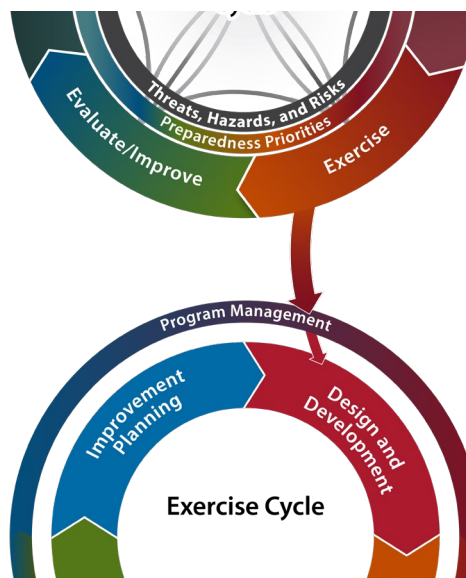 Threats, Hazards, and Risks
Preparedness Priorities
Evaluate/Improve
Exercise
Program Management
Improvement
Planning
Design and
Development
Exercise Cycle